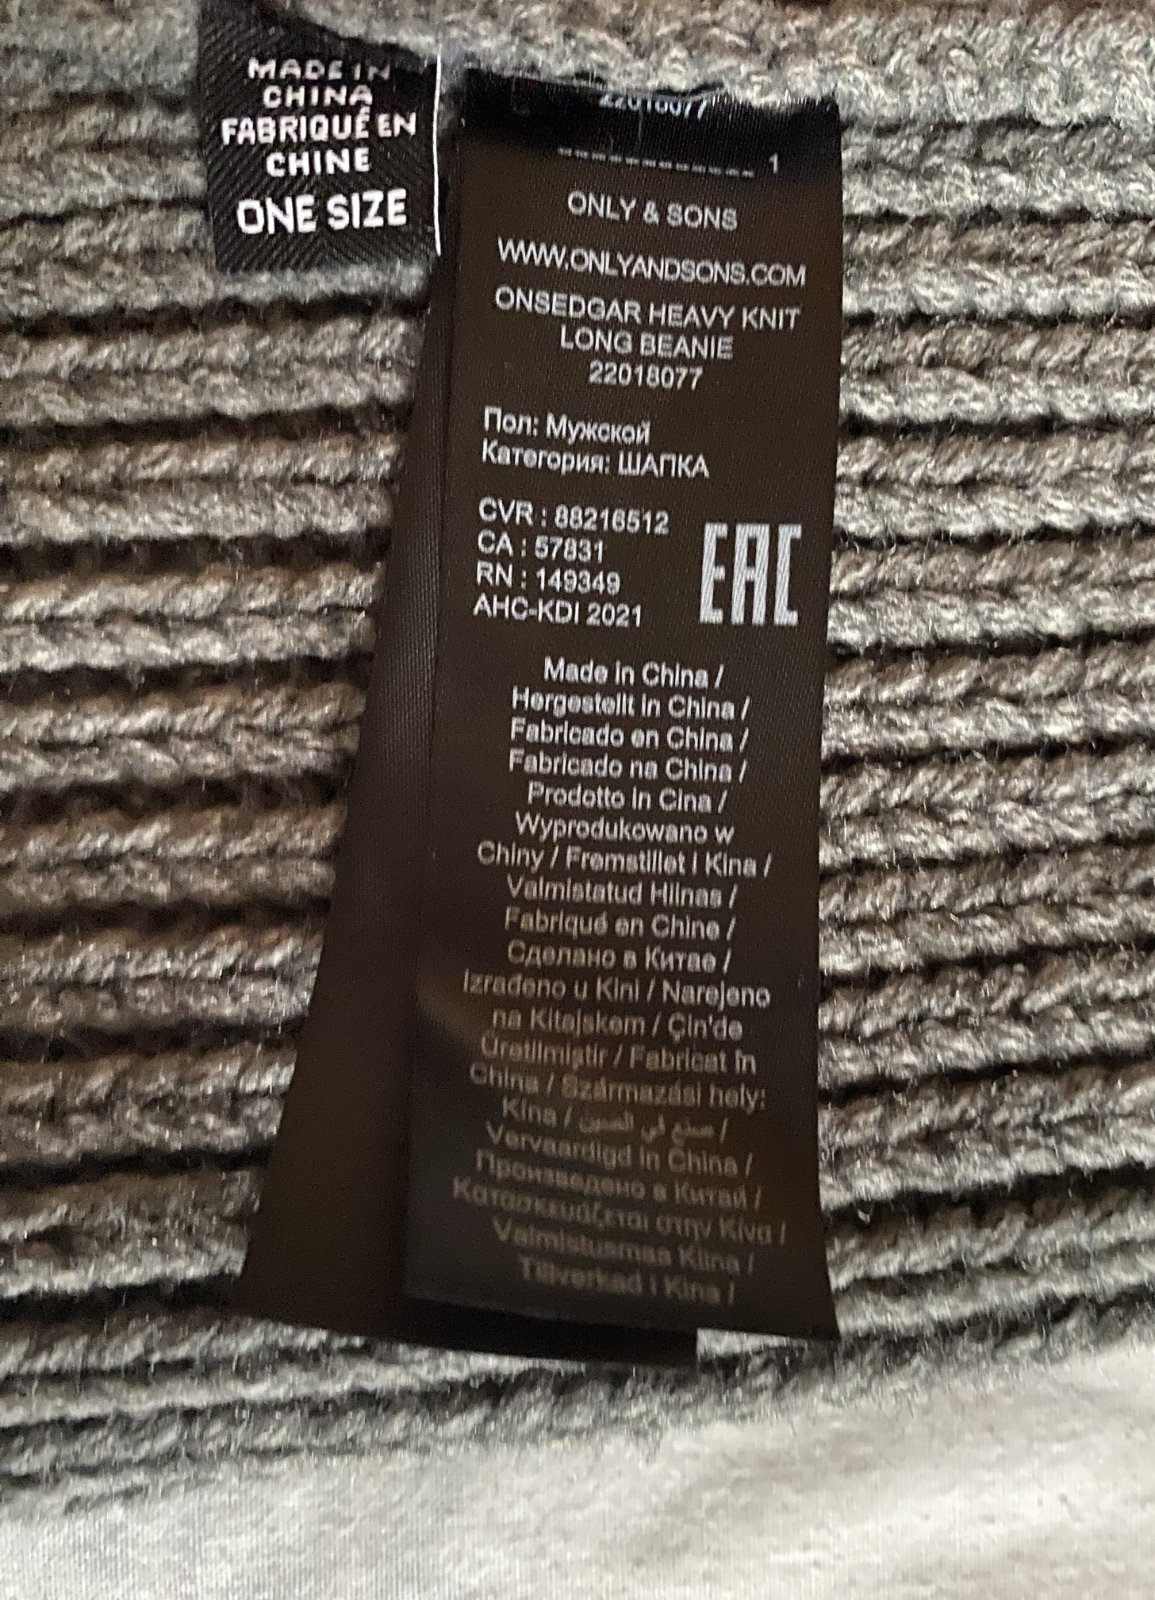 MADE IN
CHINA
FABRIQUÉ EN
CHINE
ONE SIZE
22018077
1
ONLY & SONS
WWW.ONLYANDSONS.COM
ONSEDGAR HEAVY KNIT
LONG BEANIE
22018077
Пол: Мужской
Категория: ШАПКА
CVR : 88216512
CA : 57831
RN : 149349
AHC-KDI 2021
EAC
Made in China /
Hergestellt in China /
Fabricado en China /
Fabricado na China /
Prodotto in Cina /
Wyprodukowano w
Chiny / Fremstillet i Kina /
Valmistatud Hiinas /
Fabriqué en Chine /
Сделано в Китае /
Izrađeno u Kini / Narejeno
na Kitajskem / Çin'de
Üretilmiştir / Fabricat în
China / Származási hely:
Kína / صنع في الصين /
Vervaardigd in China /
Произведено в Китай /
Κατασκευάζεται στην Κίνα /
Valmistusmaa Kiina /
Tillverkad i Kina /